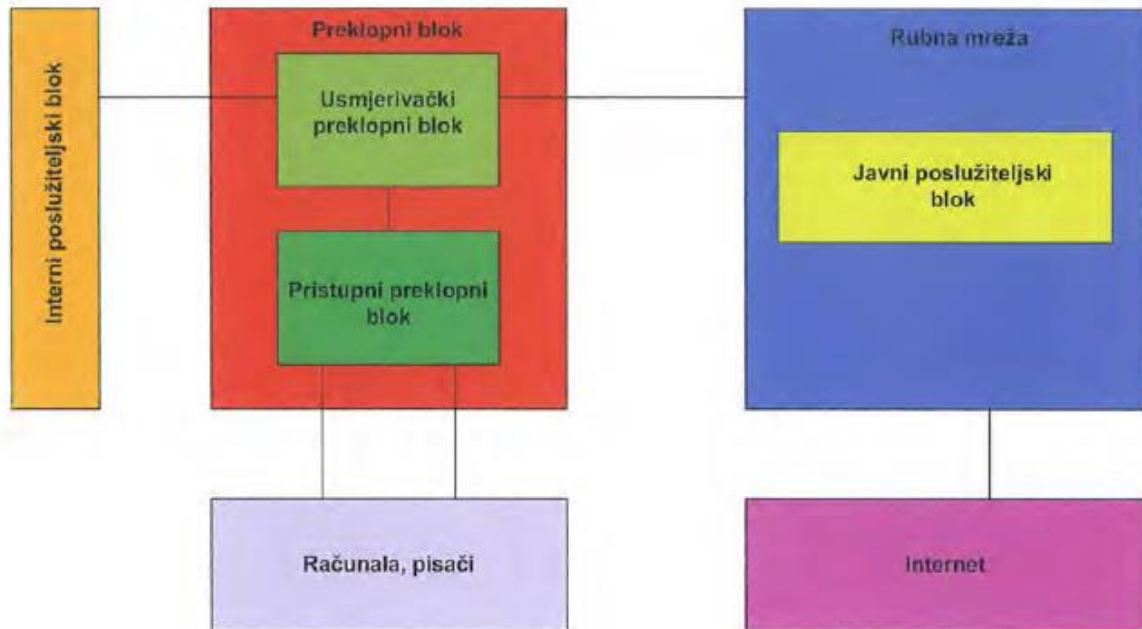 Interni poslužiteljski blok
Preklopni blok
Usmjerivački
preklopni blok
Pristupni preklopni
blok
Računala, pisači
Rubna mreža
Javni poslužiteljski
blok
Internet